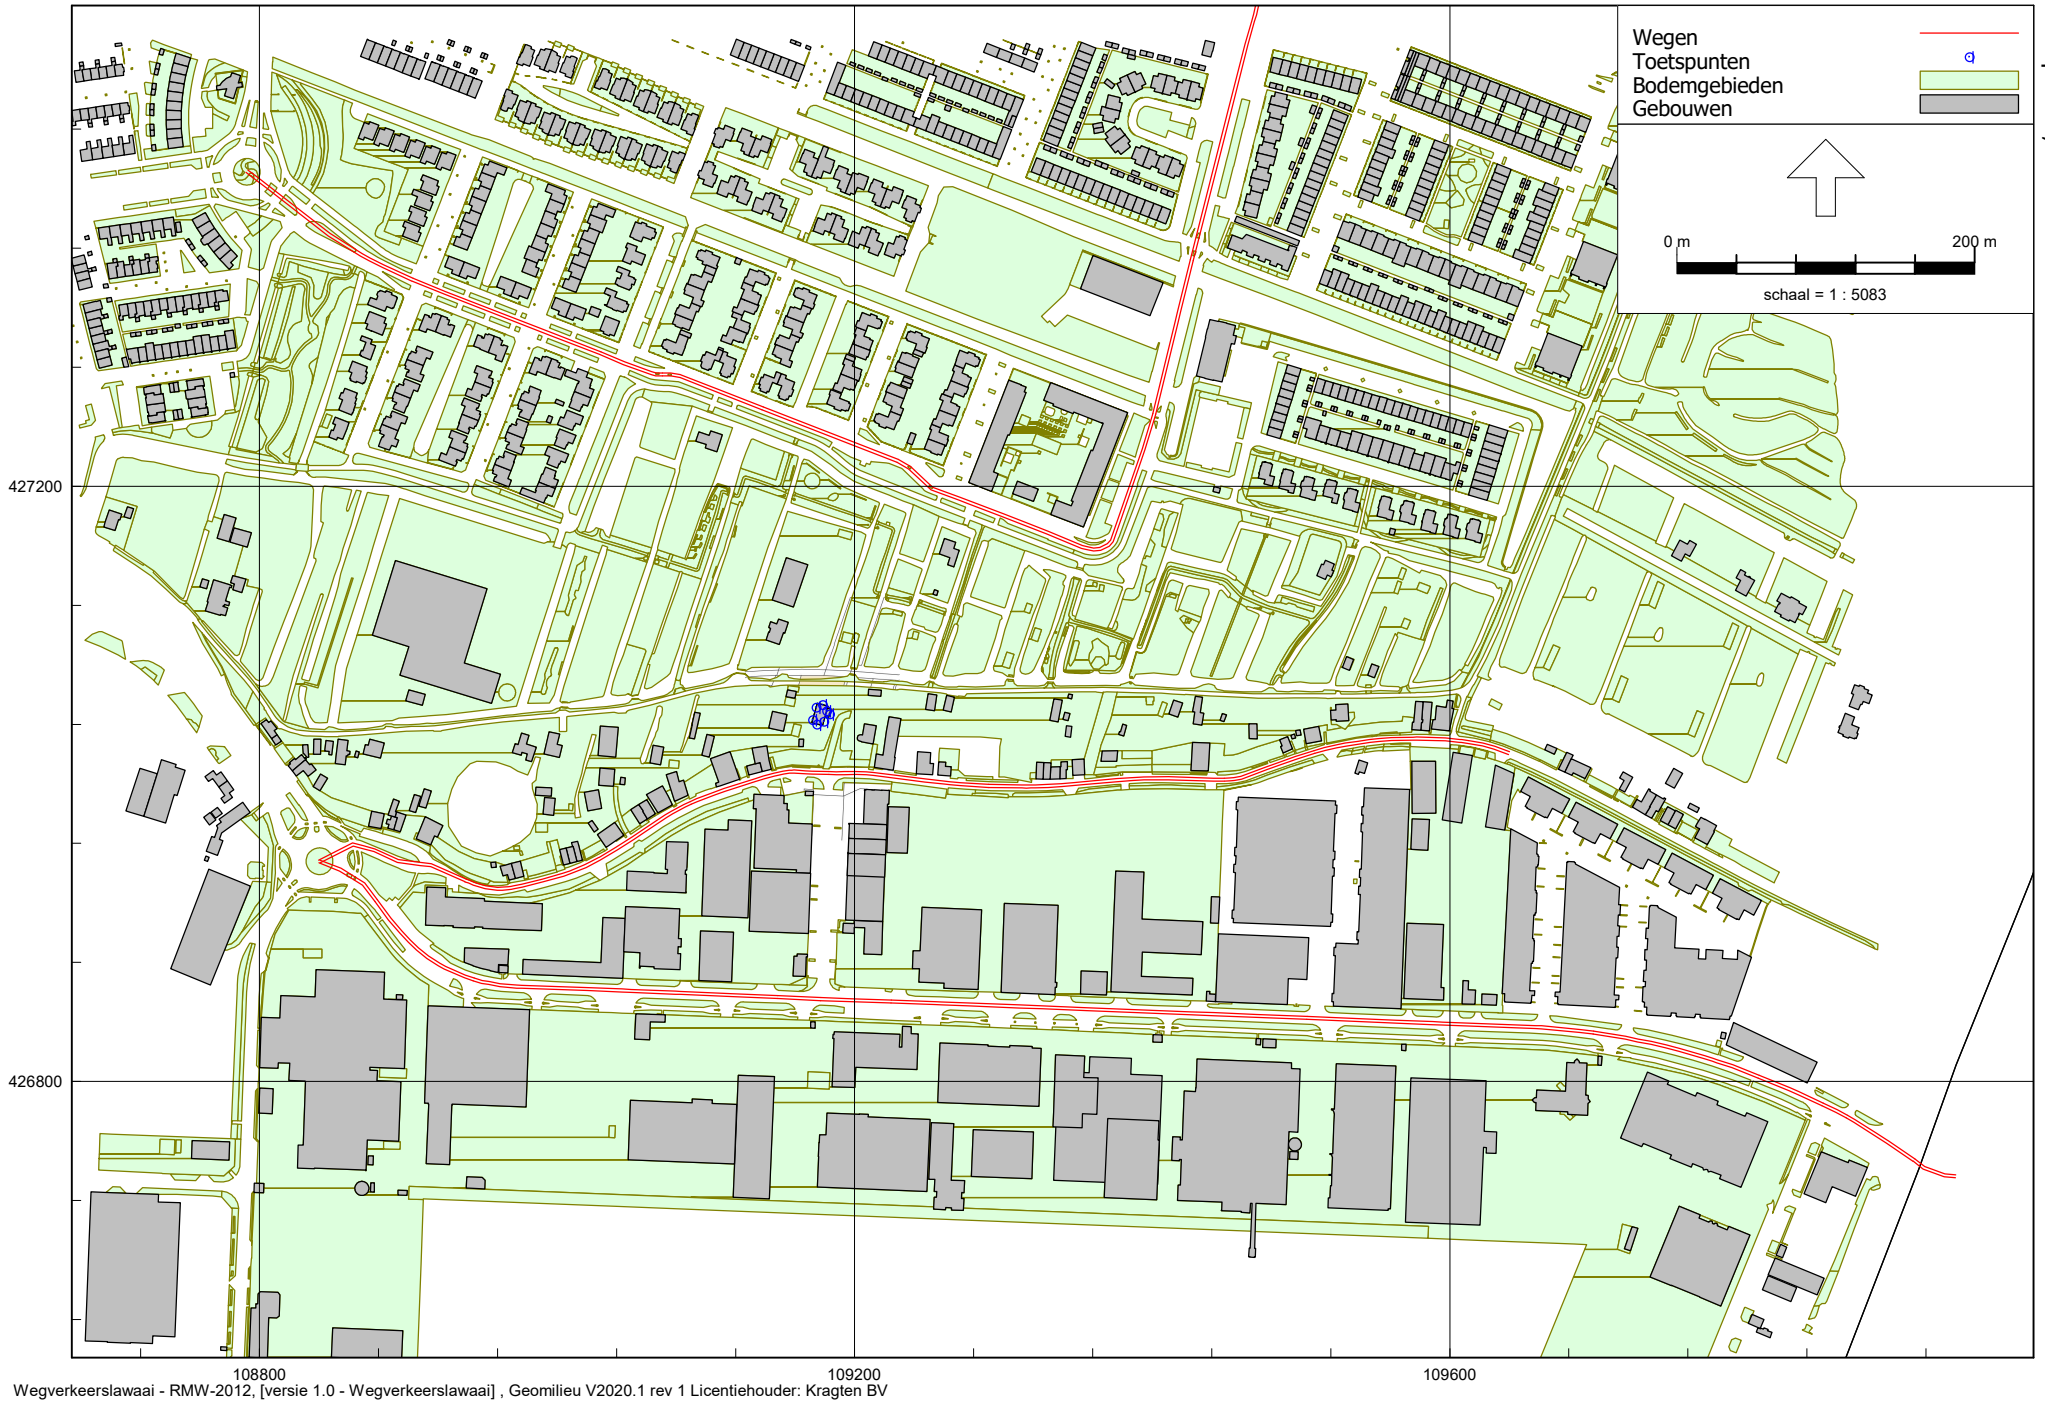 Wegen
Toetspunten
Bodemgebieden
Gebouwen
0 m 200 m
schaal = 1 : 5083
427200
426800
108800 109200 109600
Wegverkeerslawaai - RMW-2012, [versie 1.0 - Wegverkeerslawaai] , Geomilieu V2020.1 rev 1 Licentiehouder: Kragten BV